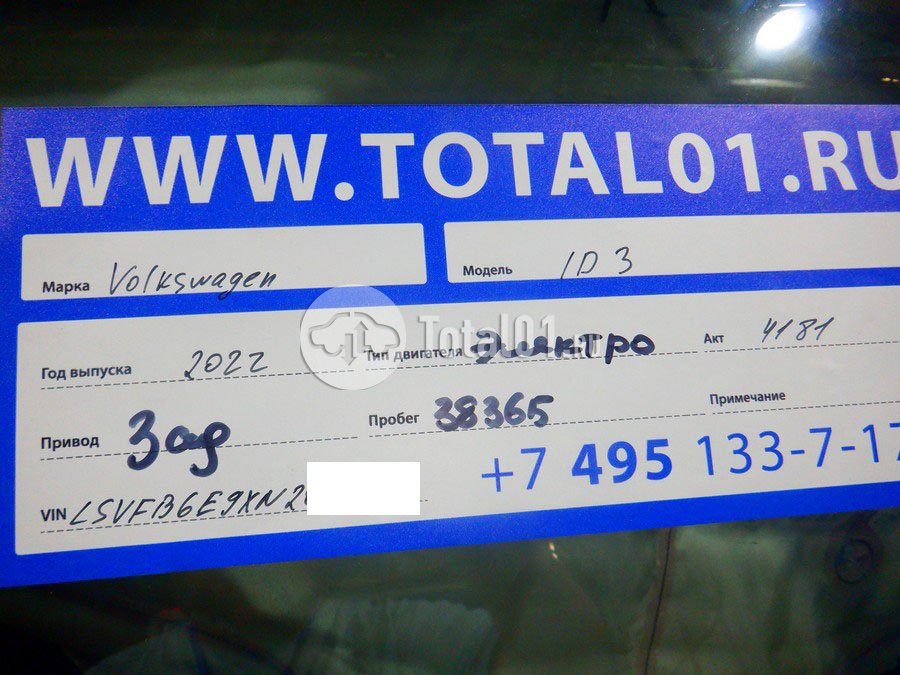 WWW.TOTAL01.RU
Марка Volkswagen Модель ID 3
Год выпуска 2022 Тип двигателя Электро Акт 4181
Total01
Привод Зад Пробег 38365 Примечание
+7 495 133-7-17
VIN LSVFB6E9XN2